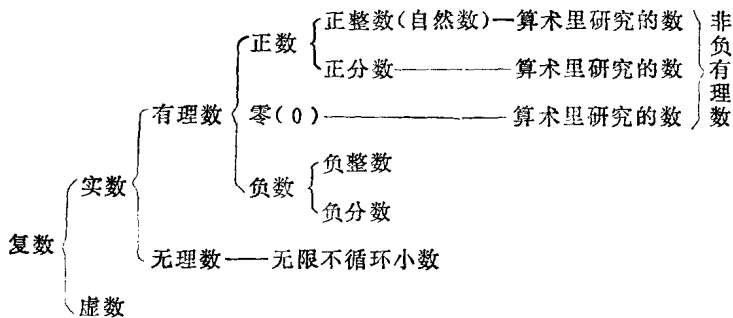 正整数(自然数)—算术里研究的数
正数
正分数——算术里研究的数
非负有理数
有理数
零(0)——算术里研究的数
负整数
实数
负数
负分数
复数
无理数——无限不循环小数
虚数